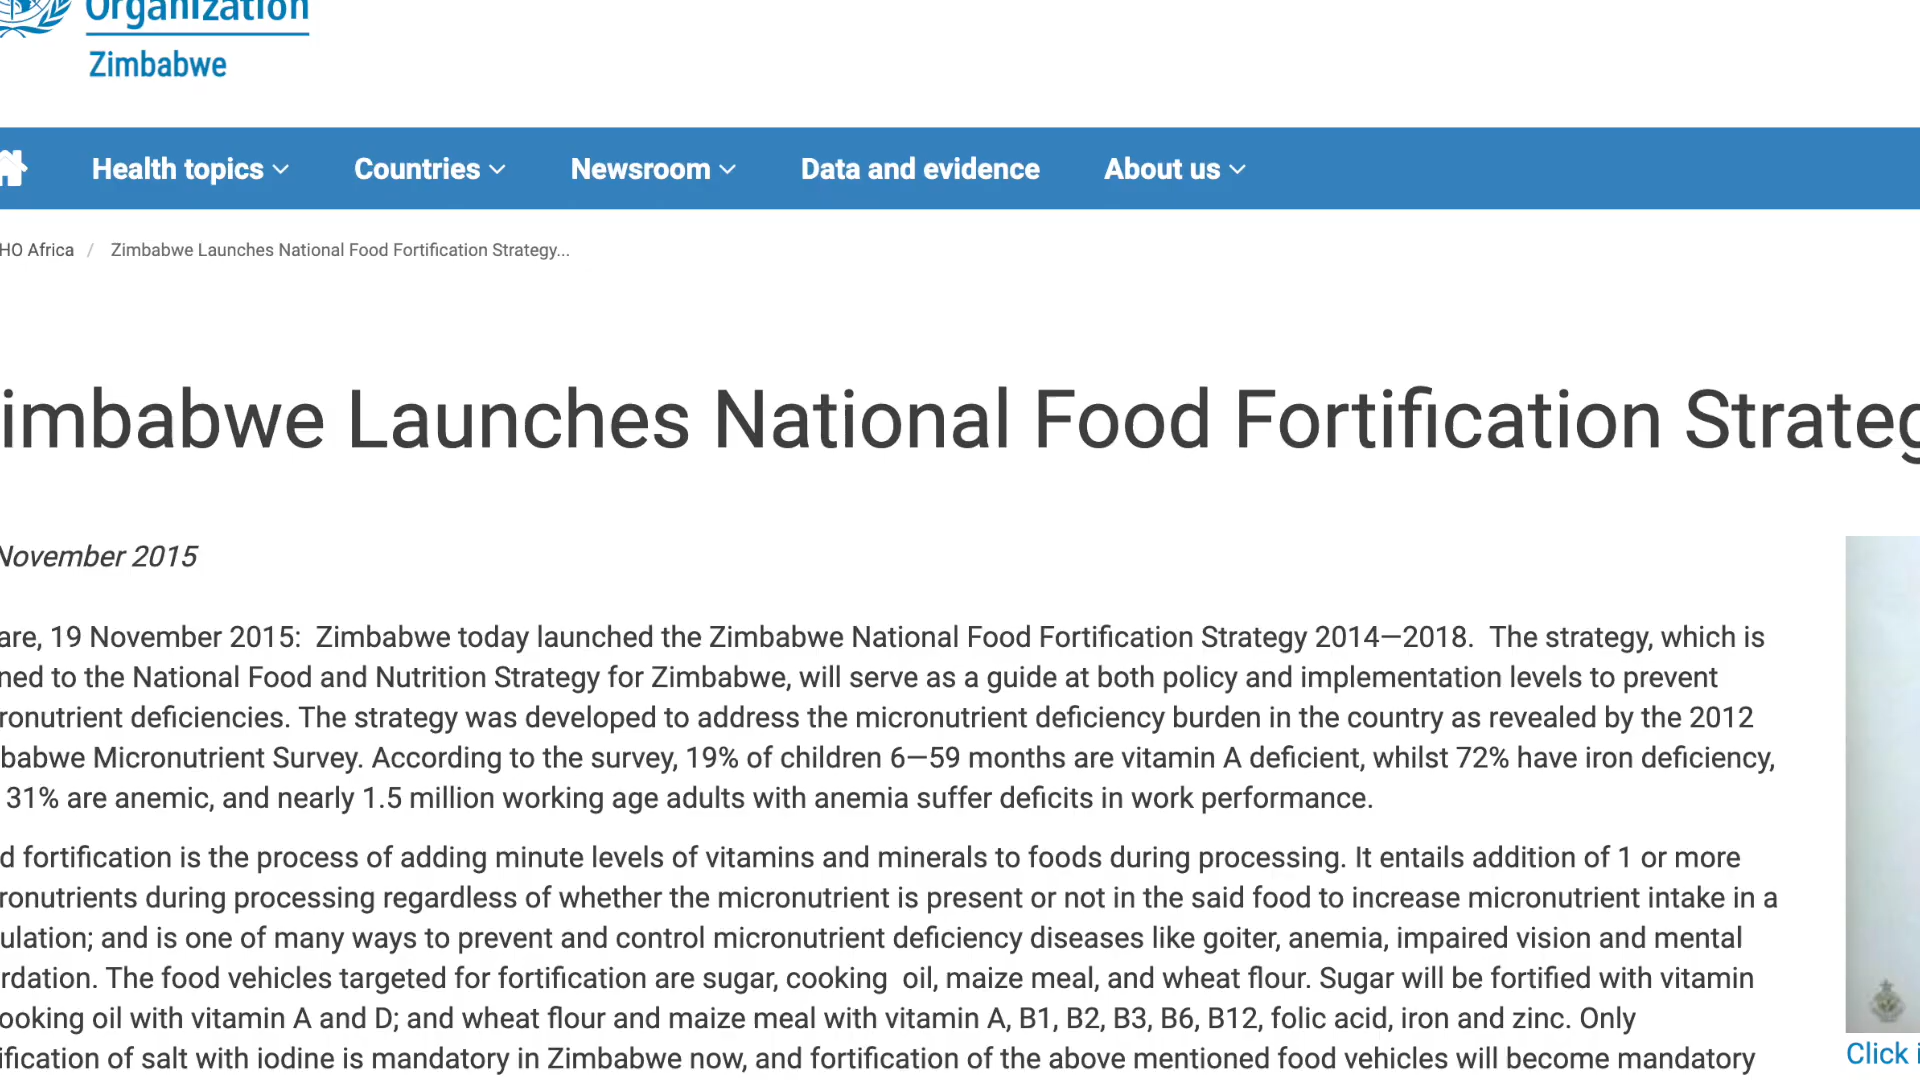 Organization
Zimbabwe
Health topics
Countries
Newsroom
Data and evidence
About us
HO Africa / Zimbabwe Launches National Food Fortification Strategy...
imbabwe Launches National Food Fortification Strateg
November 2015
are, 19 November 2015: Zimbabwe today launched the Zimbabwe National Food Fortification Strategy 2014—2018. The strategy, which is
ned to the National Food and Nutrition Strategy for Zimbabwe, will serve as a guide at both policy and implementation levels to prevent
ronutrient deficiencies. The strategy was developed to address the micronutrient deficiency burden in the country as revealed by the 2012
babwe Micronutrient Survey. According to the survey, 19% of children 6—59 months are vitamin A deficient, whilst 72% have iron deficiency,
31% are anemic, and nearly 1.5 million working age adults with anemia suffer deficits in work performance.
d fortification is the process of adding minute levels of vitamins and minerals to foods during processing. It entails addition of 1 or more
ronutrients during processing regardless of whether the micronutrient is present or not in the said food to increase micronutrient intake in a
ulation; and is one of many ways to prevent and control micronutrient deficiency diseases like goiter, anemia, impaired vision and mental
rdation. The food vehicles targeted for fortification are sugar, cooking oil, maize meal, and wheat flour. Sugar will be fortified with vitamin
ooking oil with vitamin A and D; and wheat flour and maize meal with vitamin A, B1, B2, B3, B6, B12, folic acid, iron and zinc. Only
ification of salt with iodine is mandatory in Zimbabwe now, and fortification of the above mentioned food vehicles will become mandatory
Click i